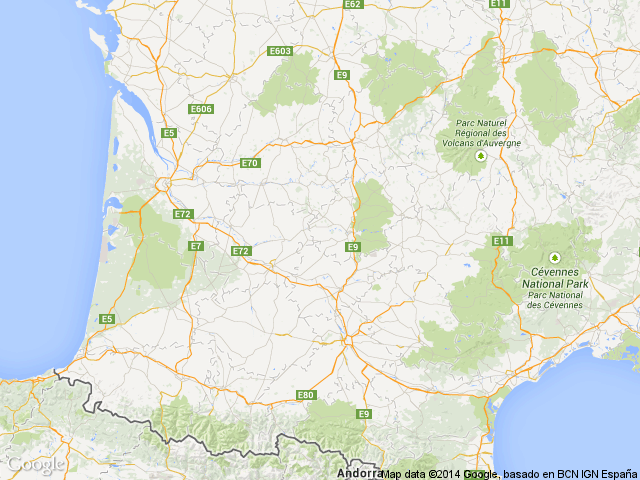 E62
E11
E603
E9
E606
E5
Parc Naturel
Régional des
Volcans d'Auvergne
E70
E72
E7
E72
E9
E11
Cévennes
National Park
Parc National
des Cévennes
E5
E80
E9
Google
Andorra
Map data ©2014 Google, basado en BCN IGN España